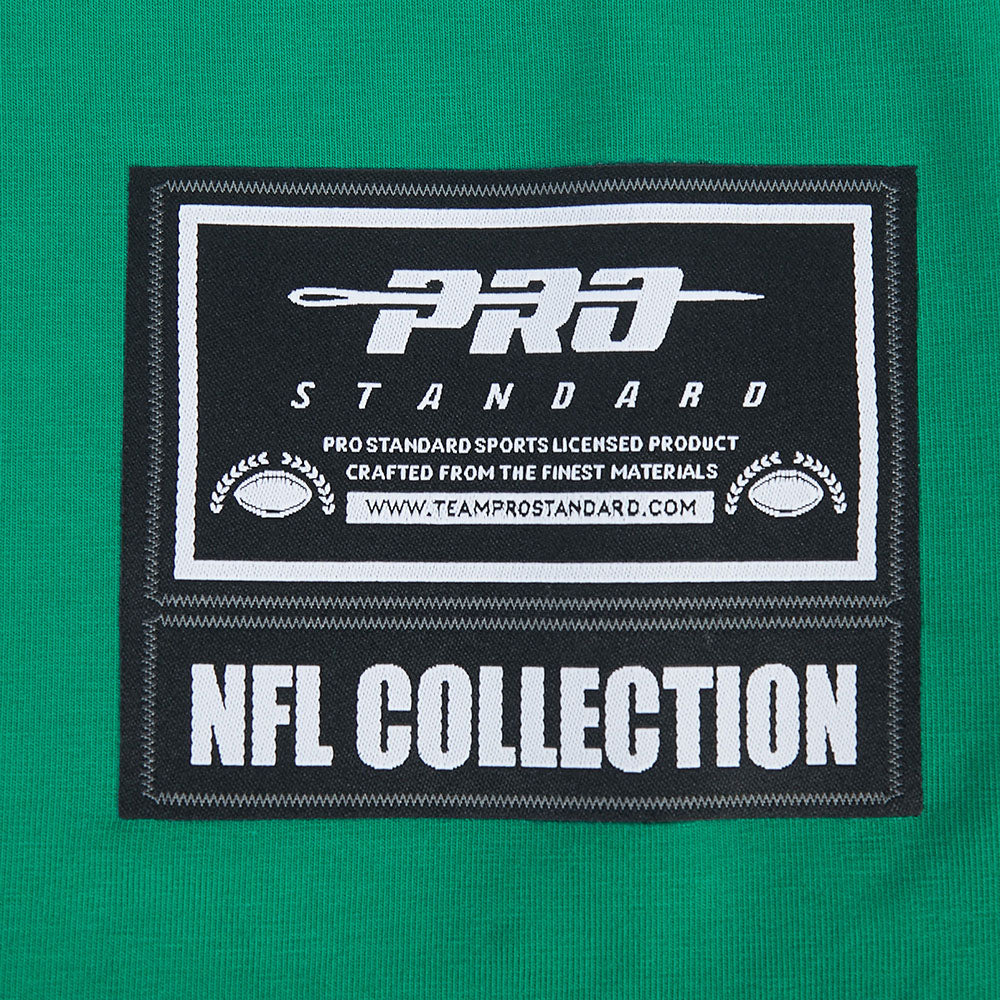 PRO
STANDARD
PRO STANDARD SPORTS LICENSED PRODUCT
CRAFTED FROM THE FINEST MATERIALS
WWW.TEAMPROSTANDARD.COM
NFL COLLECTION